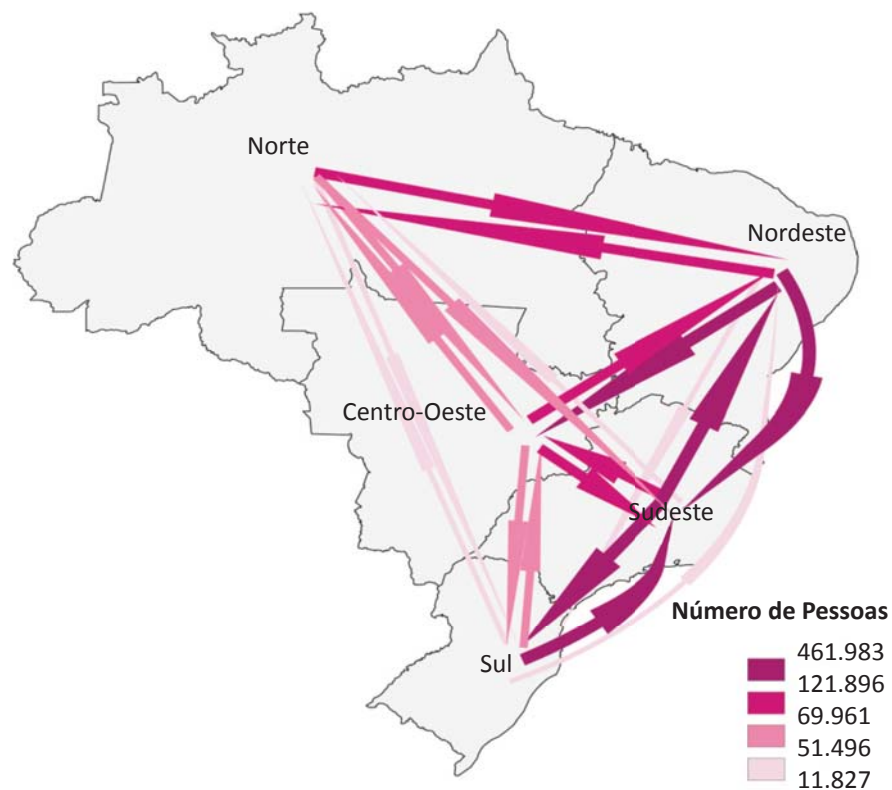 Norte
Nordeste
Centro-Oeste
Sudeste
Sul
Número de Pessoas
461.983
121.896
69.961
51.496
11.827